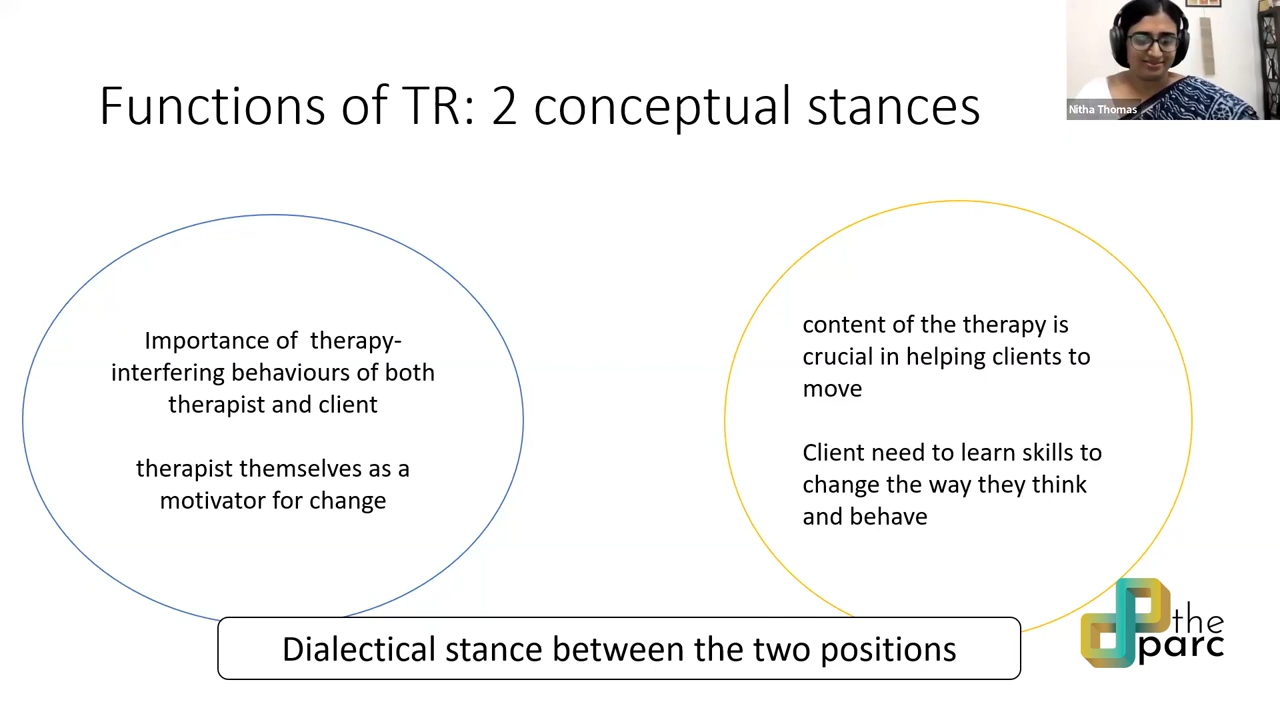 Functions of TR: 2 conceptual stances
Nitha Thomas
Importance of therapy-
interfering behaviours of both
therapist and client
therapist themselves as a
motivator for change
content of the therapy is
crucial in helping clients to
move
Client need to learn skills to
change the way they think
and behave
Dialectical stance between the two positions
the
parc